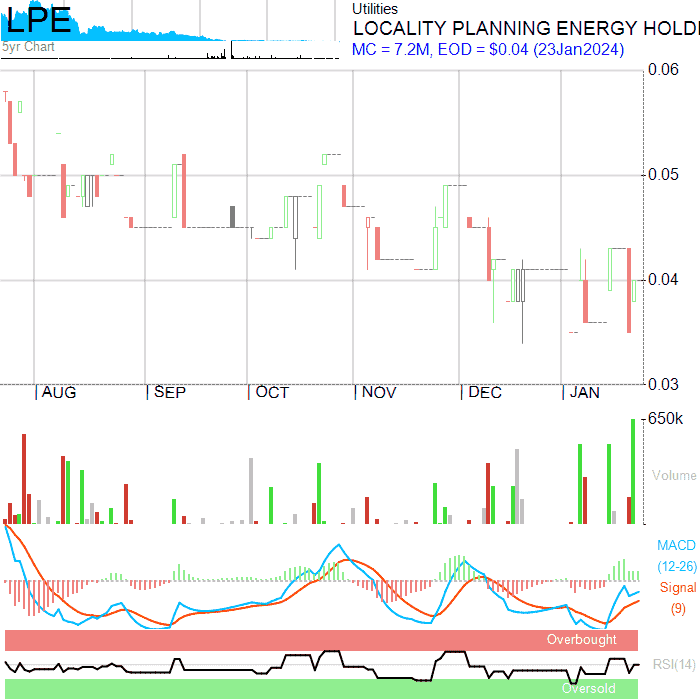 LPE
5yr Chart
Utilities
LOCALITY PLANNING ENERGY HOLDI
MC = 7.2M, EOD = $0.04 (23Jan2024)
0.06
0.05
0.04
0.03
AUG SEP OCT NOV DEC JAN
650k
Volume
MACD
(12-26)
Signal
(9)
Overbought
RSI(14)
Oversold